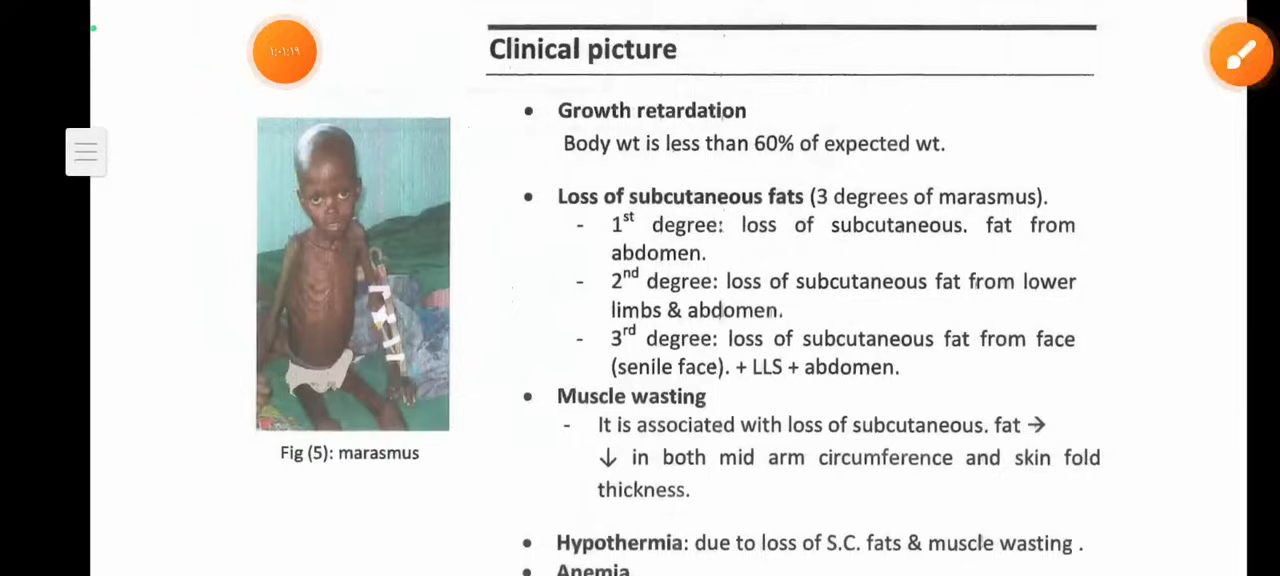 ١:٠١:١٩
Clinical picture
• Growth retardation
Body wt is less than 60% of expected wt.
• Loss of subcutaneous fats (3 degrees of marasmus).
- 1st degree: loss of subcutaneous. fat from
abdomen.
- 2nd degree: loss of subcutaneous fat from lower
limbs & abdomen.
- 3rd degree: loss of subcutaneous fat from face
(senile face). + LLS + abdomen.
• Muscle wasting
- It is associated with loss of subcutaneous. fat →
↓ in both mid arm circumference and skin fold
thickness.
• Hypothermia: due to loss of S.C. fats & muscle wasting .
• Anemia
Fig (5): marasmus